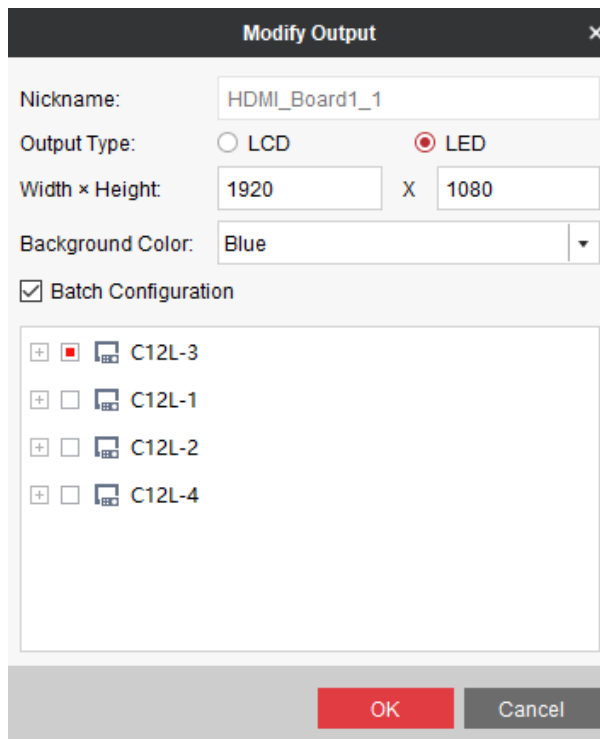 Modify Output
Nickname: HDMI_Board1_1
Output Type: LCD LED
Width × Height: 1920 X 1080
Background Color: Blue
Batch Configuration
C12L-3
C12L-1
C12L-2
C12L-4
OK Cancel